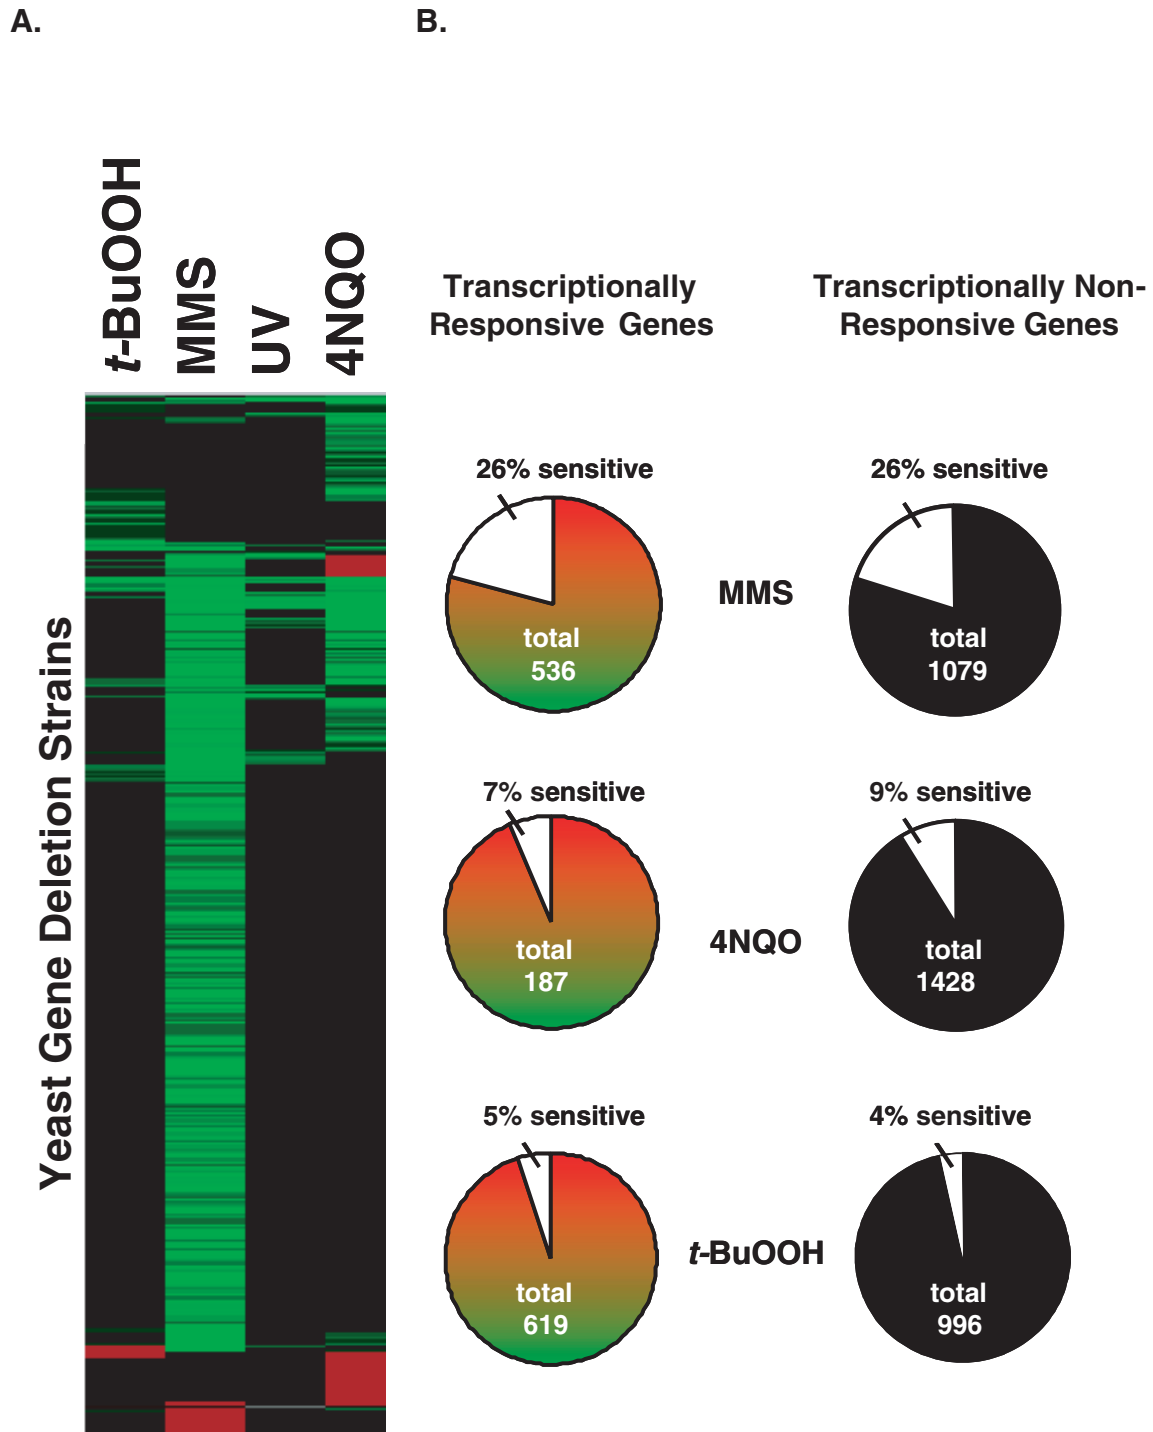 A.
B.
t-BuOOH
MMS
UV
4NQO
Yeast Gene Deletion Strains
Transcriptionally
Responsive Genes
Transcriptionally Non-
Responsive Genes
26% sensitive
total
536
MMS
26% sensitive
total
1079
7% sensitive
total
187
4NQO
9% sensitive
total
1428
5% sensitive
total
619
t-BuOOH
4% sensitive
total
996